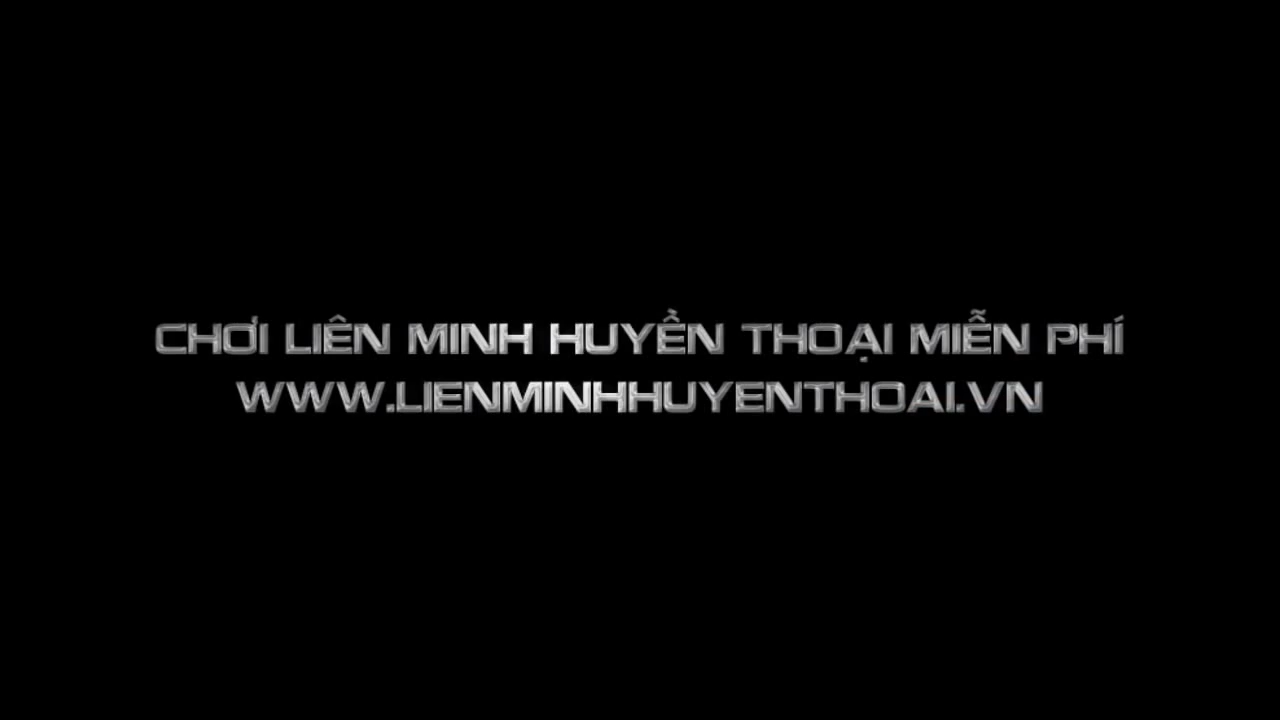 CHƠI LIÊN MINH HUYỀN THOẠI MIỄN PHÍ
WWW.LIENMINHHUYENTHOAI.VN